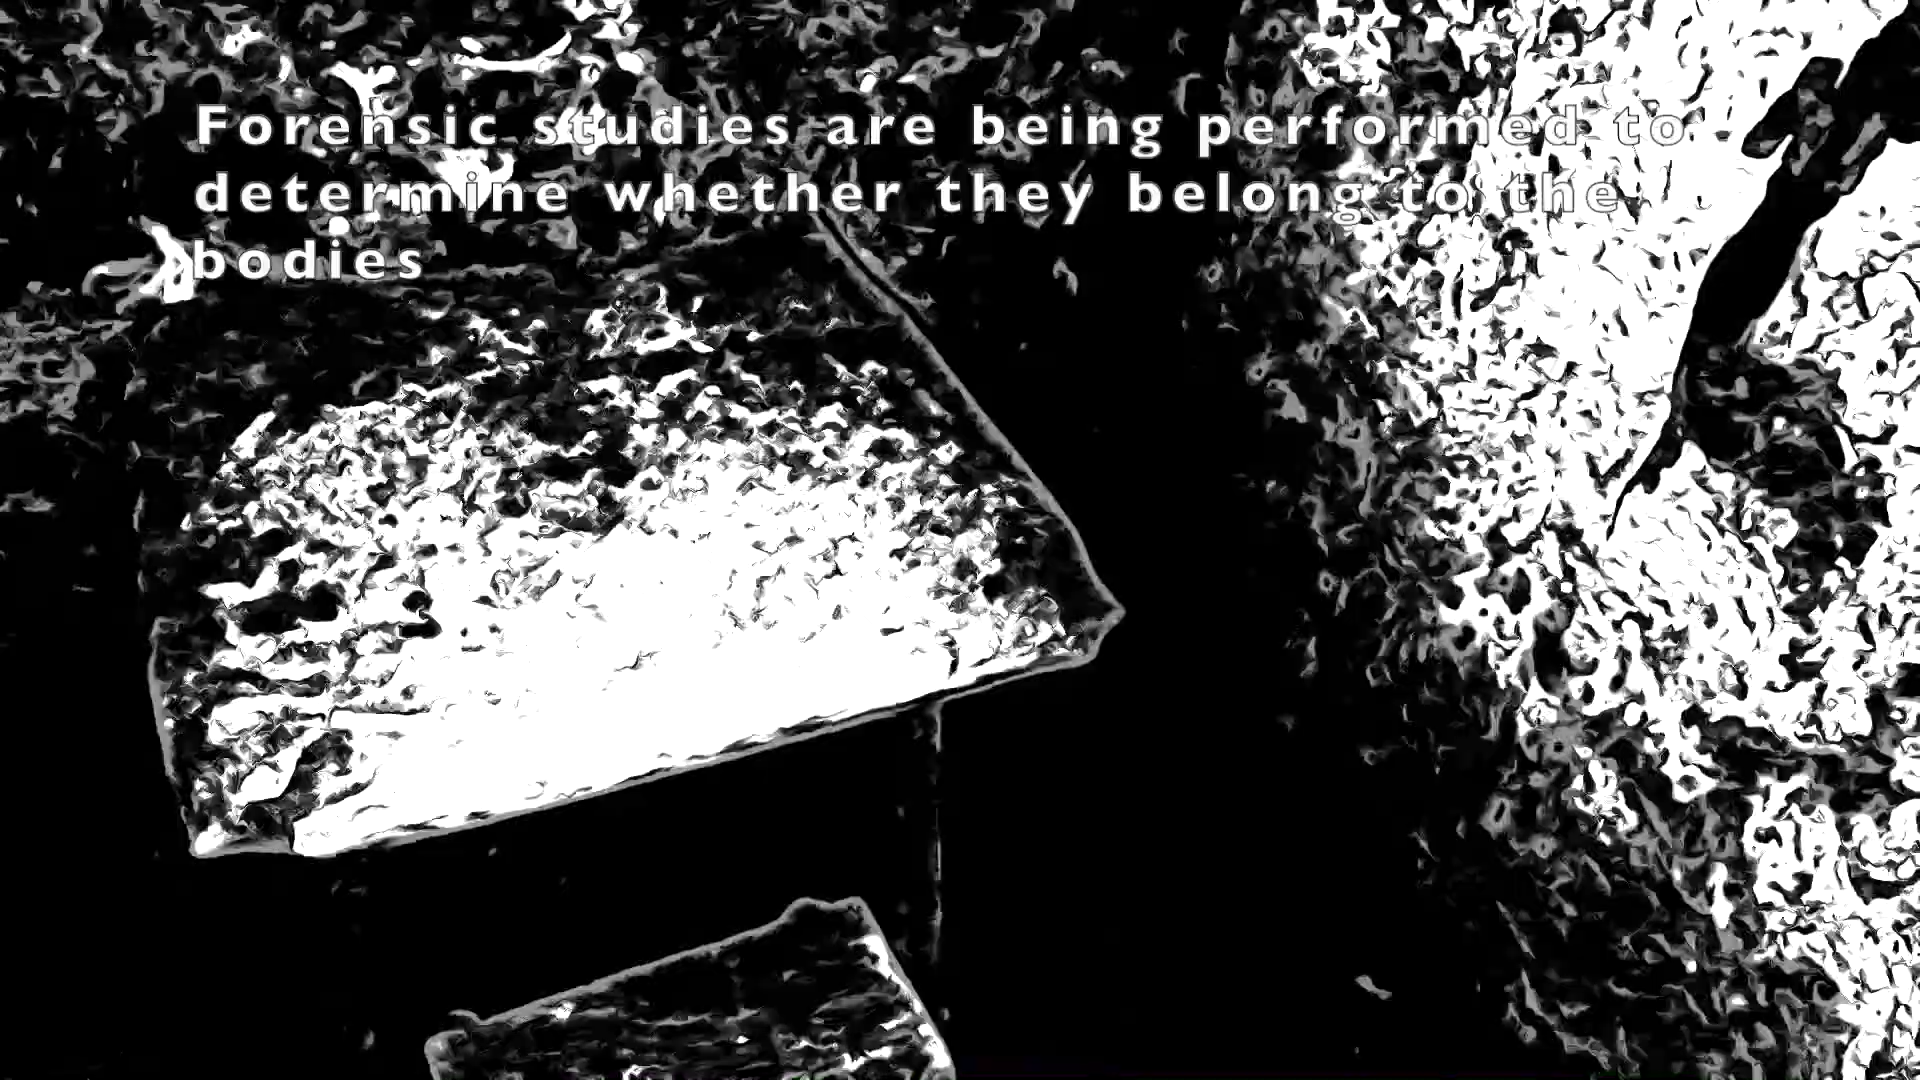 Forensic studies are being performed to
determine whether they belong to the
bodies